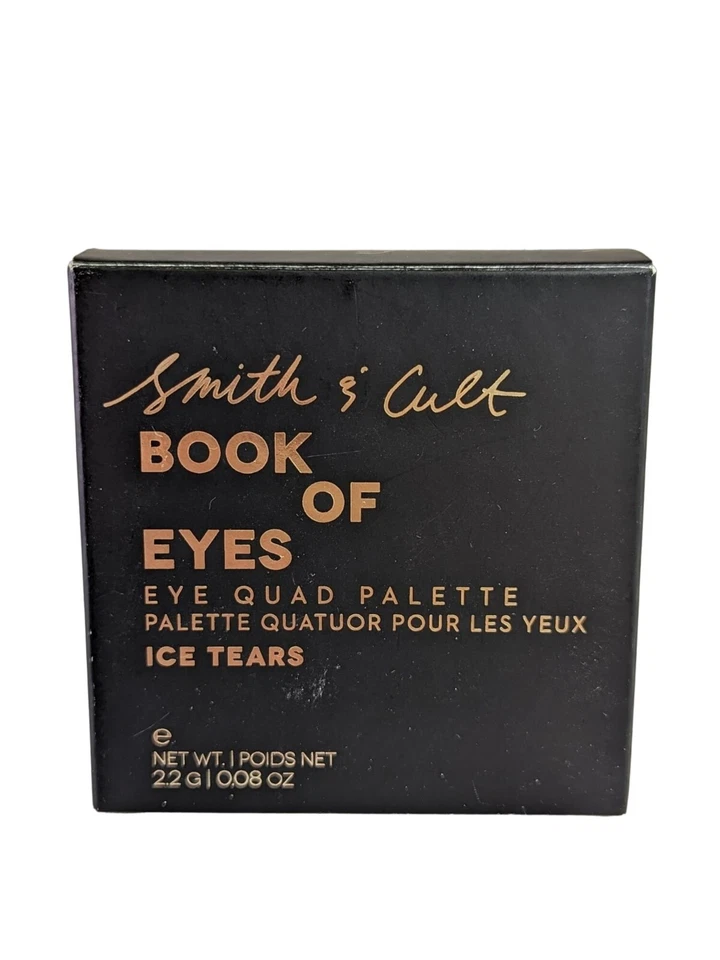 Smith & Cult
BOOK
OF
EYES
EYE QUAD PALETTE
PALETTE QUATUOR POUR LES YEUX
ICE TEARS
℮
NET WT. | POIDS NET
2.2 G | 0.08 OZ